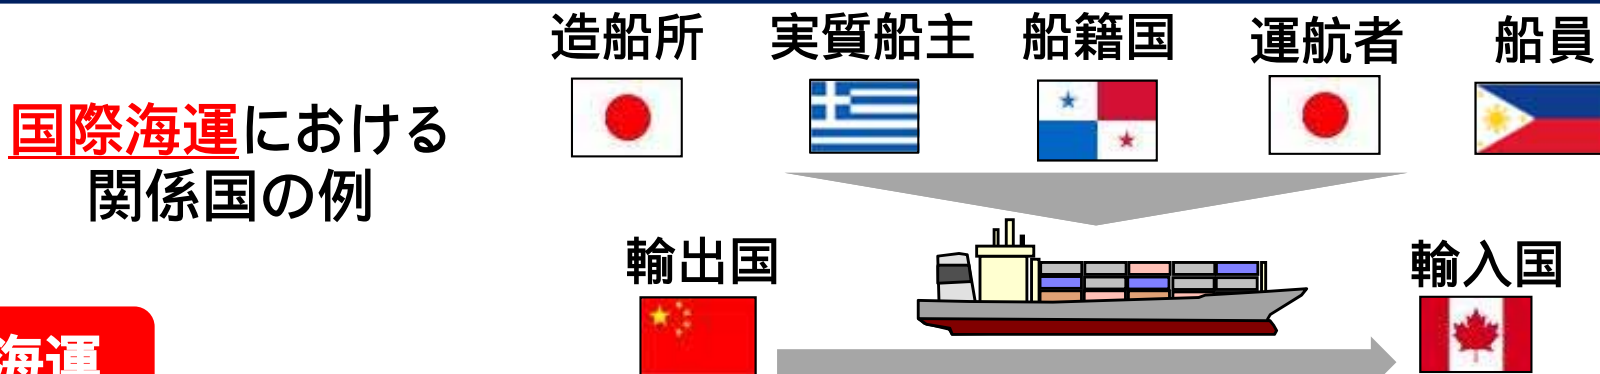 造船所 実質船主 船籍国 運航者 船員
国際海運における
関係国の例
輸出国 輸入国
海運